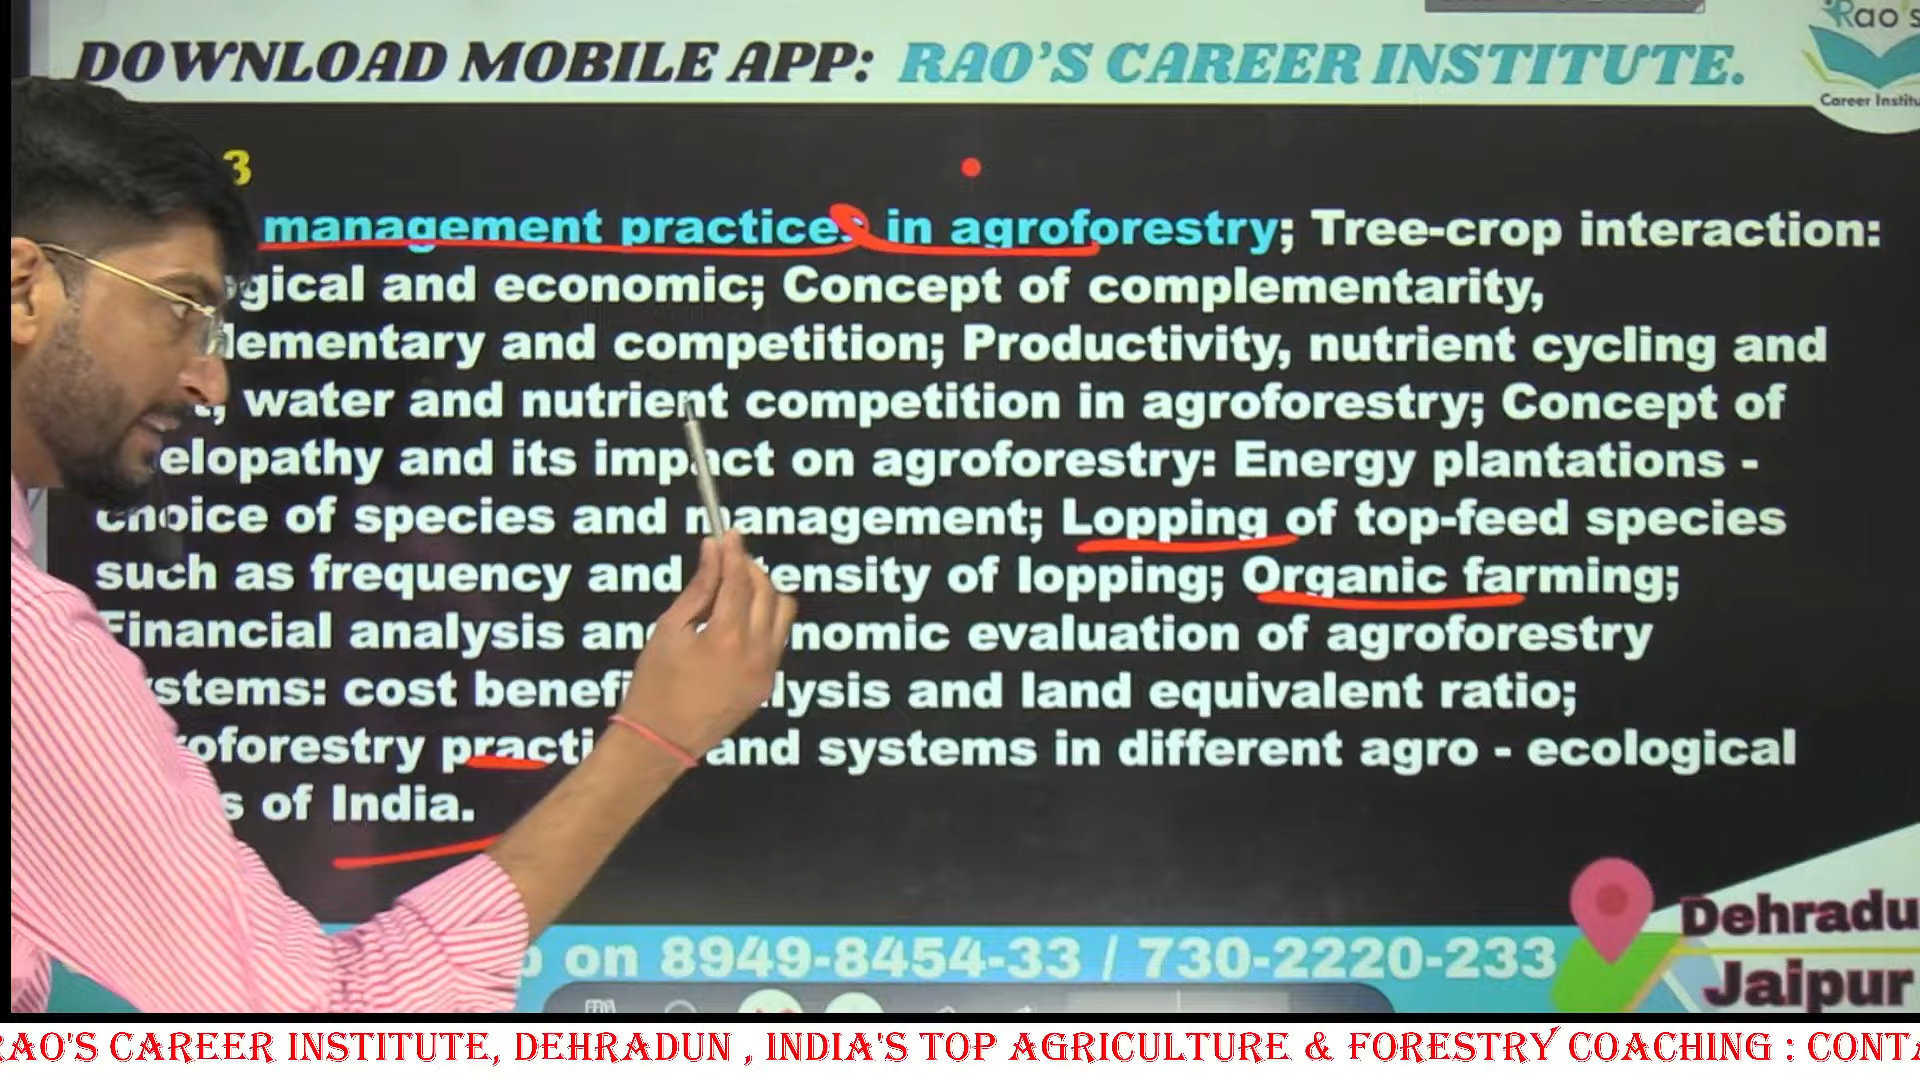 DOWNLOAD MOBILE APP: RAO'S CAREER INSTITUTE.
Rao's
Career Institu
3
management practices in agroforestry; Tree-crop interaction:
gical and economic; Concept of complementarity,
lementary and competition; Productivity, nutrient cycling and
water and nutrient competition in agroforestry; Concept of
elopathy and its impact on agroforestry: Energy plantations -
choice of species and management; Lopping of top-feed species
such as frequency and tensity of lopping; Organic farming;
Financial analysis and nomic evaluation of agroforestry
stems: cost benefi lysis and land equivalent ratio;
oforestry practi and systems in different agro - ecological
s of India.
on 8949-8454-33 / 730-2220-233
Dehradu
Jaipur
RAO'S CAREER INSTITUTE, DEHRADUN , INDIA'S TOP AGRICULTURE & FORESTRY COACHING : CONTA